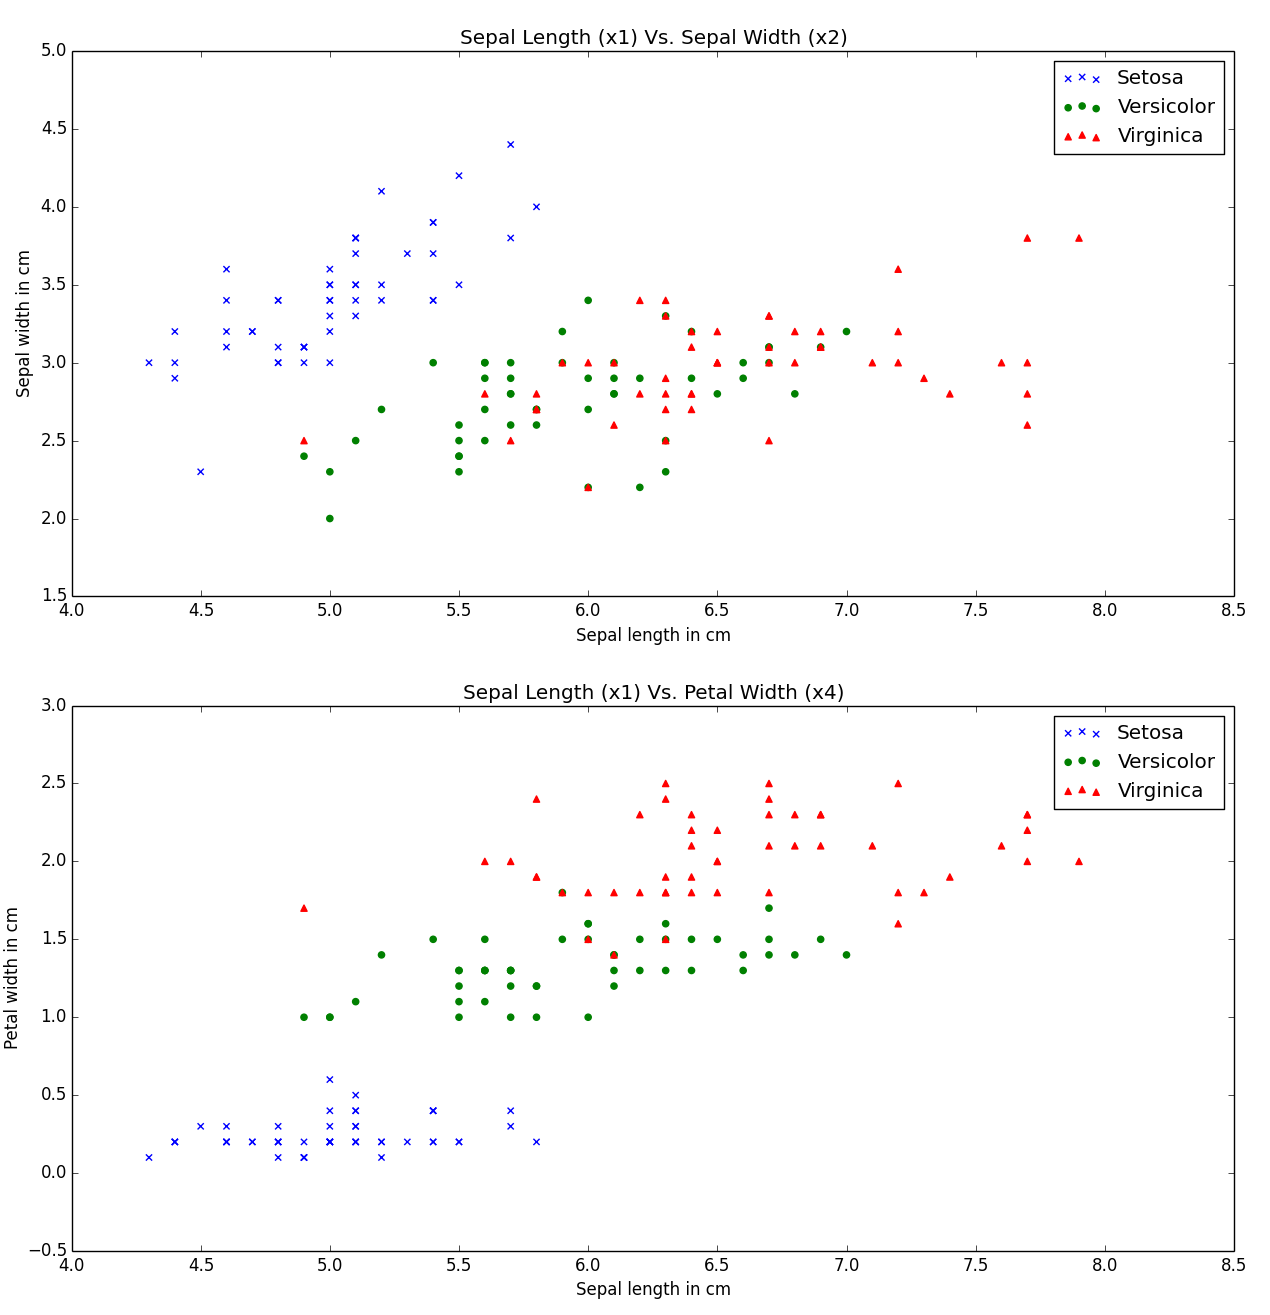 Sepal Length (x1) Vs. Sepal Width (x2)
5.0
4.5
4.0
3.5
3.0
2.5
2.0
1.5
Sepal width in cm
Setosa
Versicolor
Virginica
4.0 4.5 5.0 5.5 6.0 6.5 7.0 7.5 8.0 8.5
Sepal length in cm
Sepal Length (x1) Vs. Petal Width (x4)
3.0
2.5
2.0
1.5
1.0
0.5
0.0
−0.5
Petal width in cm
Setosa
Versicolor
Virginica
4.0 4.5 5.0 5.5 6.0 6.5 7.0 7.5 8.0 8.5
Sepal length in cm